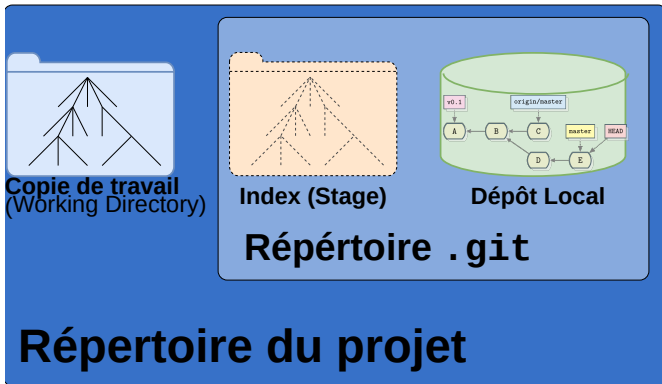 v0.1
origin/master
A
B
C
master
HEAD
D
E
Copie de travail
(Working Directory)
Index (Stage)
Dépôt Local
Répértoire .git
Répertoire du projet